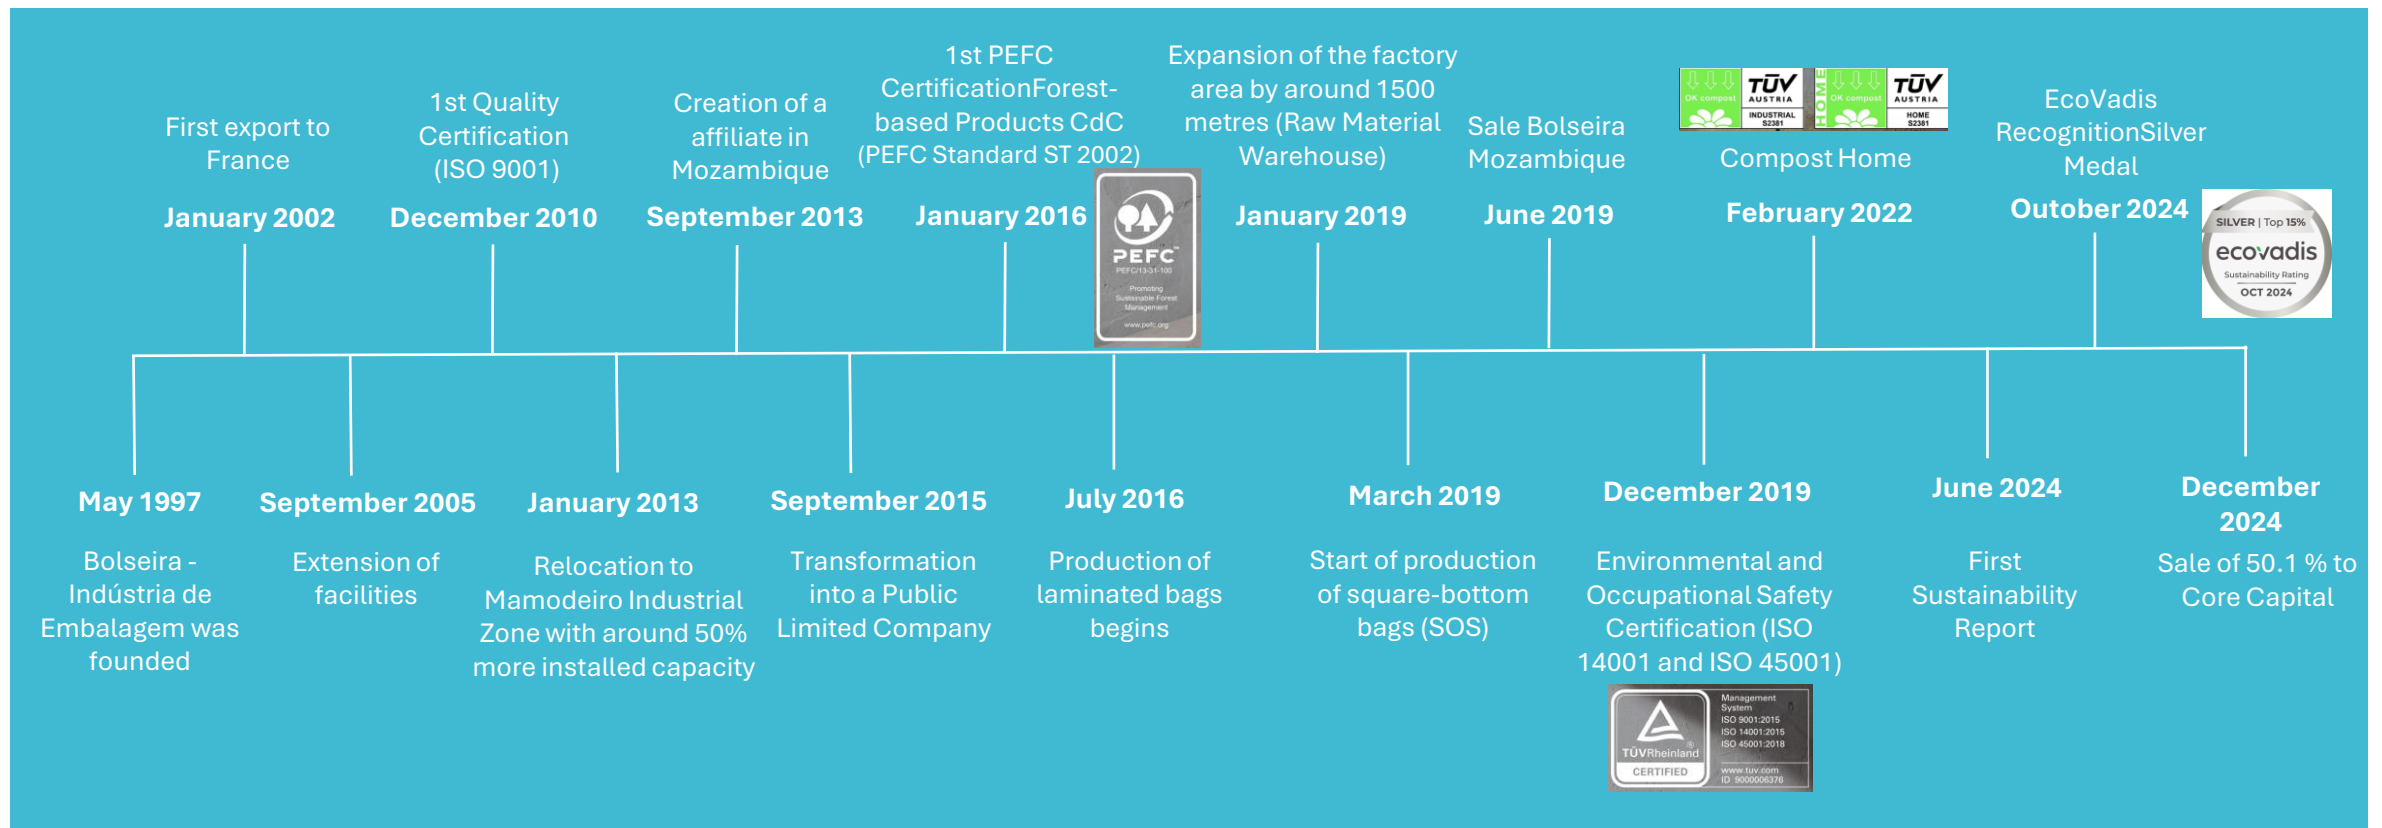 First export to
France
January 2002
1st Quality
Certification
(ISO 9001)
December 2010
Creation of a
affiliate in
Mozambique
September 2013
1st PEFC
CertificationForest-
based Products CdC
(PEFC Standard ST 2002)
January 2016
PEFC™
PEFC/13-31-100
Promoting
Sustainable Forest
Management
www.pefc.org
Expansion of the factory
area by around 1500
metres (Raw Material
Warehouse)
January 2019
Sale Bolseira
Mozambique
June 2019
OK compost
TÜV
AUSTRIA
INDUSTRIAL
S2381
HOME
OK compost
TÜV
AUSTRIA
HOME
S2381
Compost Home
February 2022
EcoVadis
RecognitionSilver
Medal
Outober 2024
SILVER | Top 15%
ecovadis
Sustainability Rating
OCT 2024
May 1997
Bolseira -
Indústria de
Embalagem was
founded
September 2005
Extension of
facilities
January 2013
Relocation to
Mamodeiro Industrial
Zone with around 50%
more installed capacity
September 2015
Transformation
into a Public
Limited Company
July 2016
Production of
laminated bags
begins
March 2019
Start of production
of square-bottom
bags (SOS)
December 2019
Environmental and
Occupational Safety
Certification (ISO
14001 and ISO 45001)
TÜVRheinland®
CERTIFIED
Management
System
ISO 9001:2015
ISO 14001:2015
ISO 45001:2018
www.tuv.com
ID 9000006376
June 2024
First
Sustainability
Report
December
2024
Sale of 50.1 % to
Core Capital